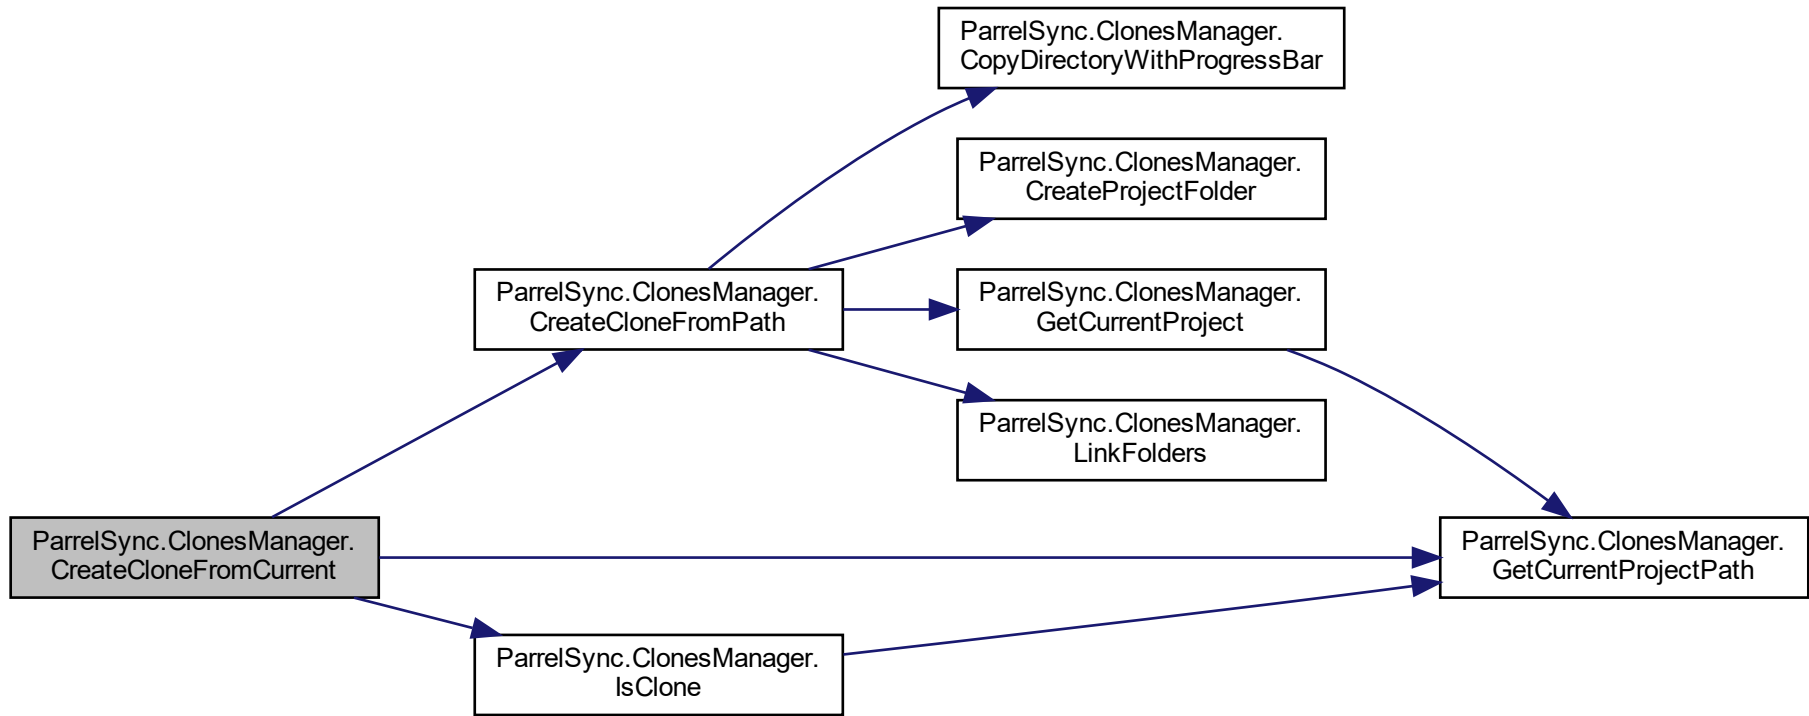 ParrelSync.ClonesManager.
CopyDirectoryWithProgressBar
ParrelSync.ClonesManager.
CreateProjectFolder
ParrelSync.ClonesManager.
CreateCloneFromPath
ParrelSync.ClonesManager.
GetCurrentProject
ParrelSync.ClonesManager.
LinkFolders
ParrelSync.ClonesManager.
CreateCloneFromCurrent
ParrelSync.ClonesManager.
GetCurrentProjectPath
ParrelSync.ClonesManager.
IsClone